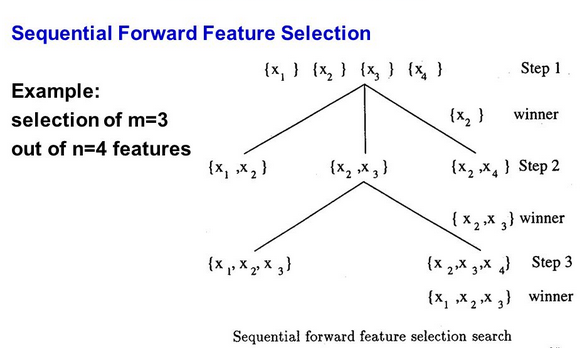 Sequential Forward Feature Selection
{x₁ } {x₂ } {x₃ } {x₄ } Step 1
Example:
selection of m=3
{x₂ } winner
out of n=4 features
{x₁ ,x₂ } {x₂ ,x₃ } {x₂ ,x₄ } Step 2
{ x₂,x₃} winner
{x₁, x₂, x₃} {x₂,x₃,x₄} Step 3
{x₁ ,x₂,x₃} winner
Sequential forward feature selection search